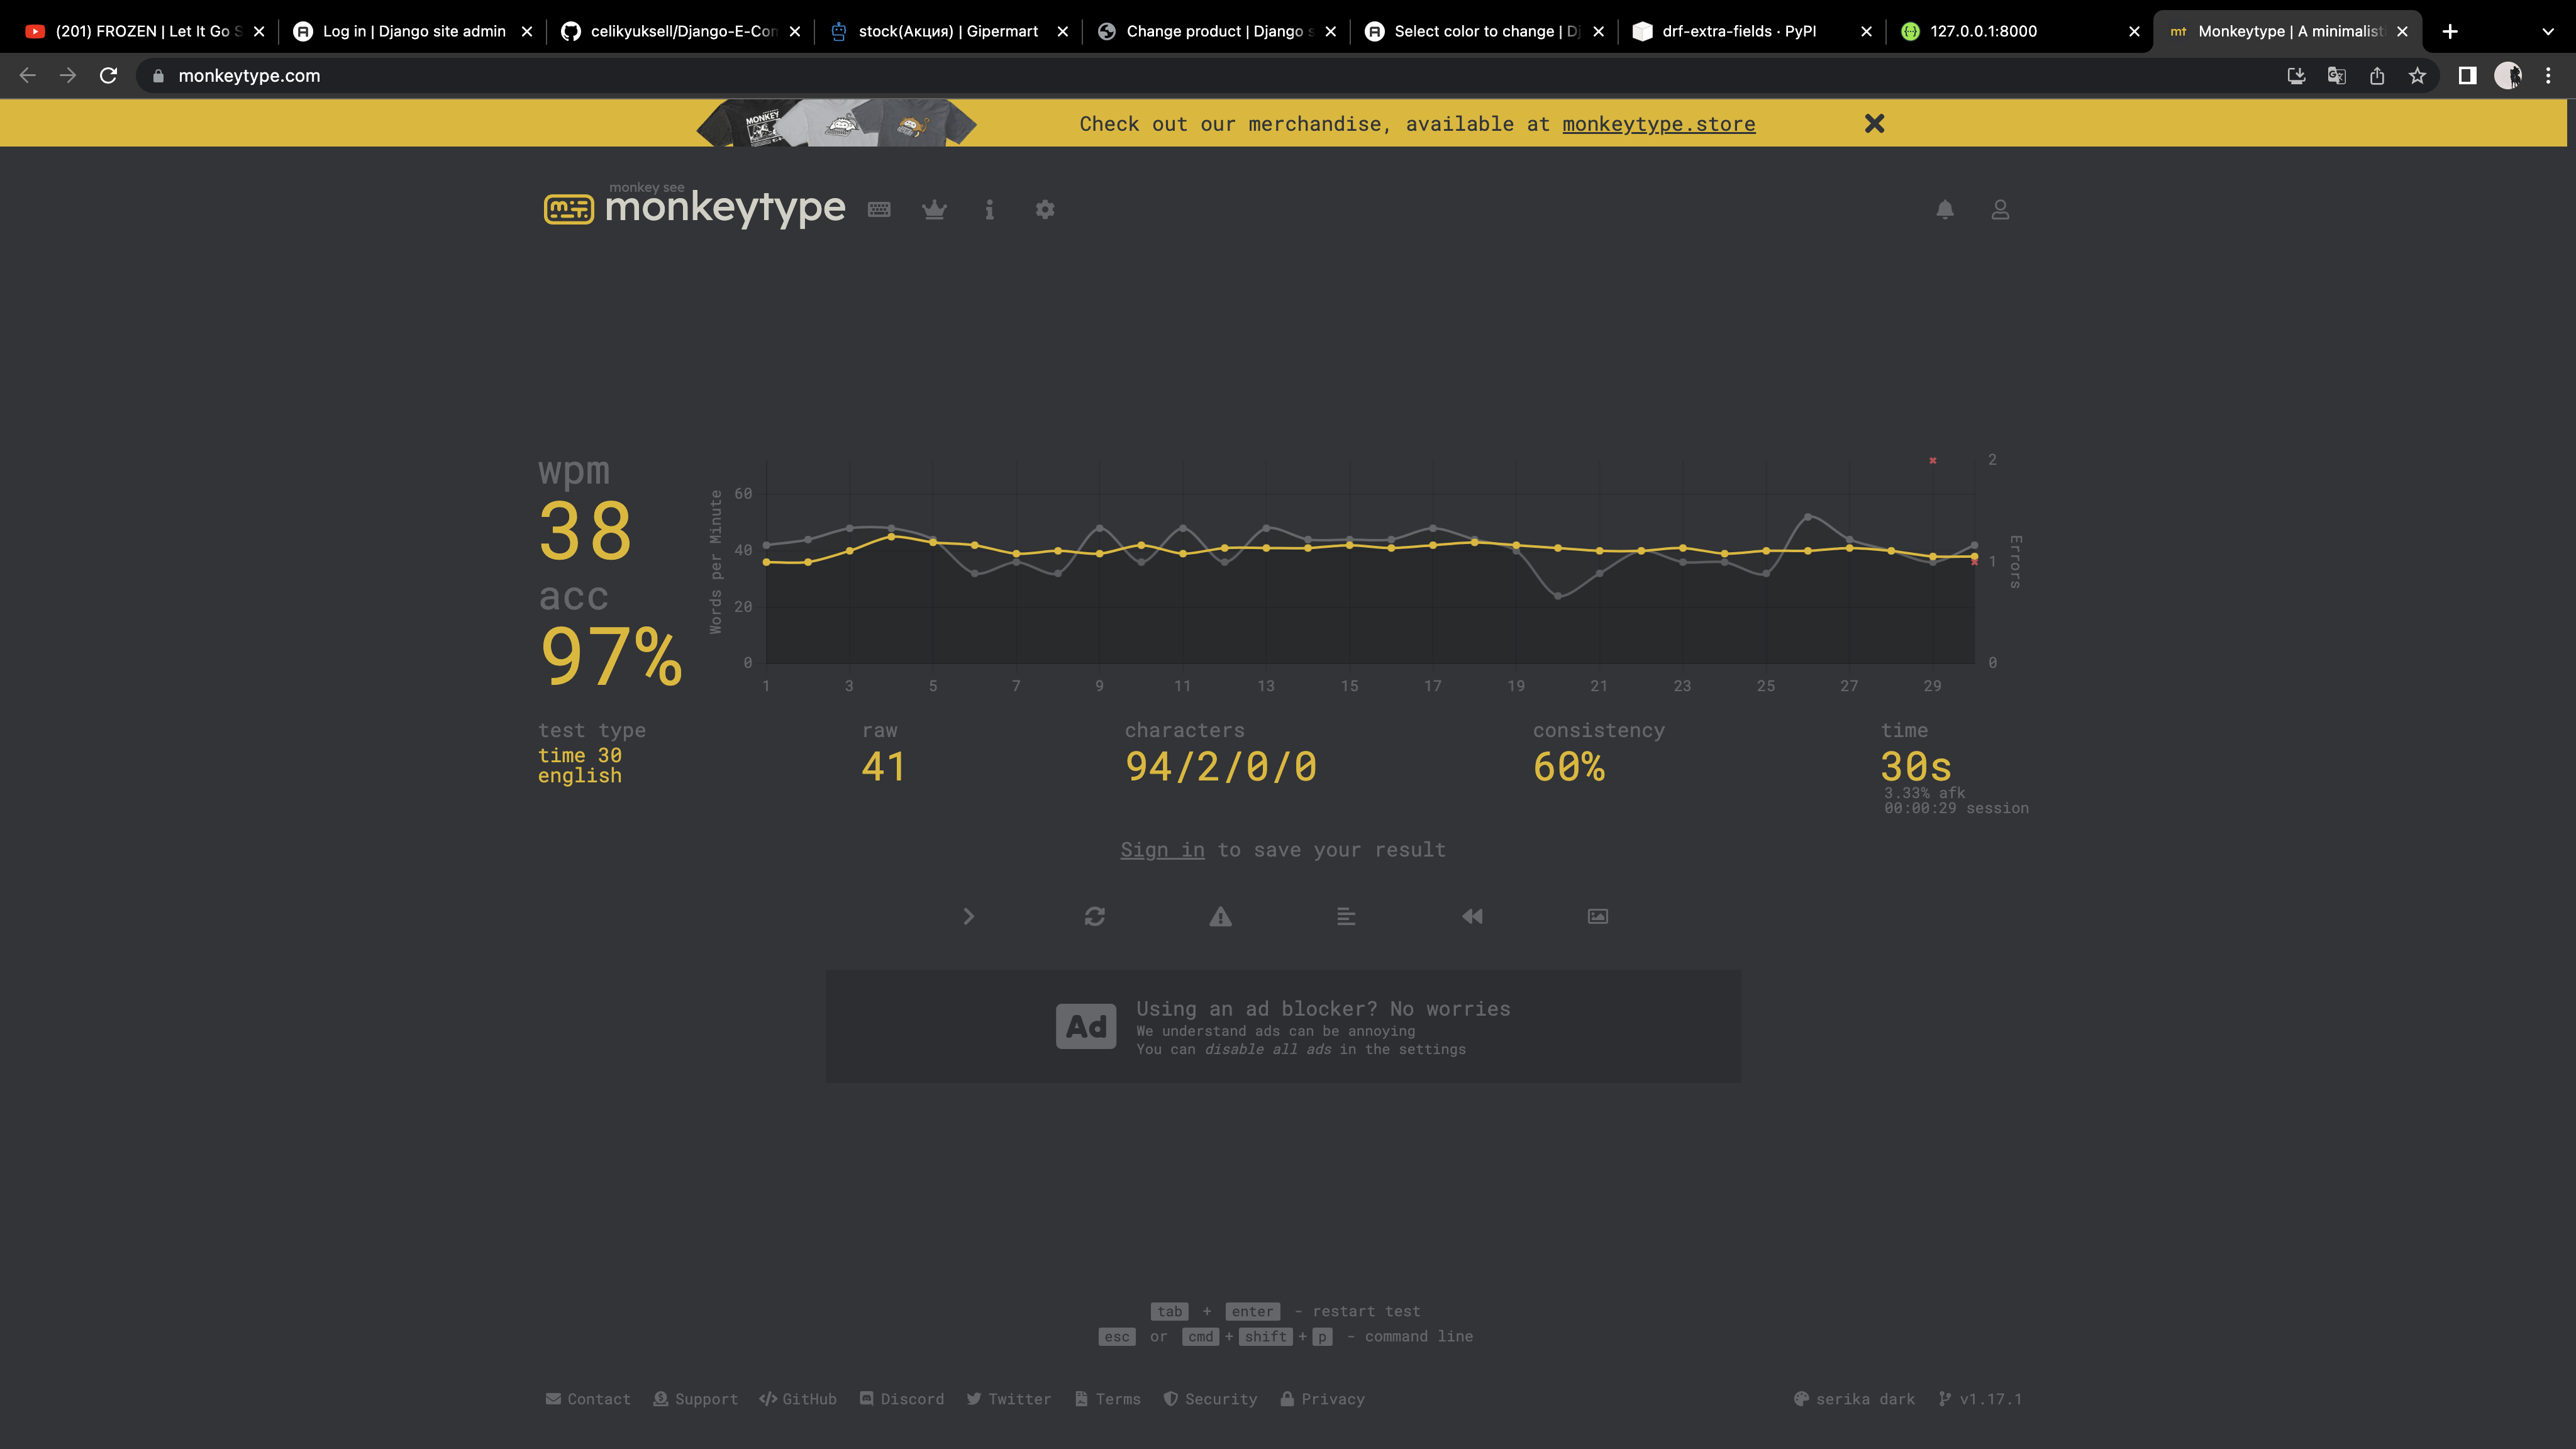 (201) FROZEN | Let It Go S
Log in | Django site admin
celikyuksell/Django-E-Con
stock(Акция) | Gipermart
Change product | Django s
Select color to change | Dj
drf-extra-fields · PyPI
127.0.0.1:8000
mt Monkeytype | A minimalisti
monkeytype.com
MONKEY
Check out our merchandise, available at monkeytype.store
monkey see
monkeytype
wpm
38
acc
97%
Words per Minute
60
40
20
0
1 3 5 7 9 11 13 15 17 19 21 23 25 27 29
2
1
0
Errors
test type
time 30
english
raw
41
characters
94/2/0/0
consistency
60%
time
30s
3.33% afk
00:00:29 session
Sign in to save your result
Ad
Using an ad blocker? No worries
We understand ads can be annoying
You can disable all ads in the settings
tab + enter - restart test
esc or cmd + shift + p - command line
Contact Support GitHub Discord Twitter Terms Security Privacy
serika dark v1.17.1